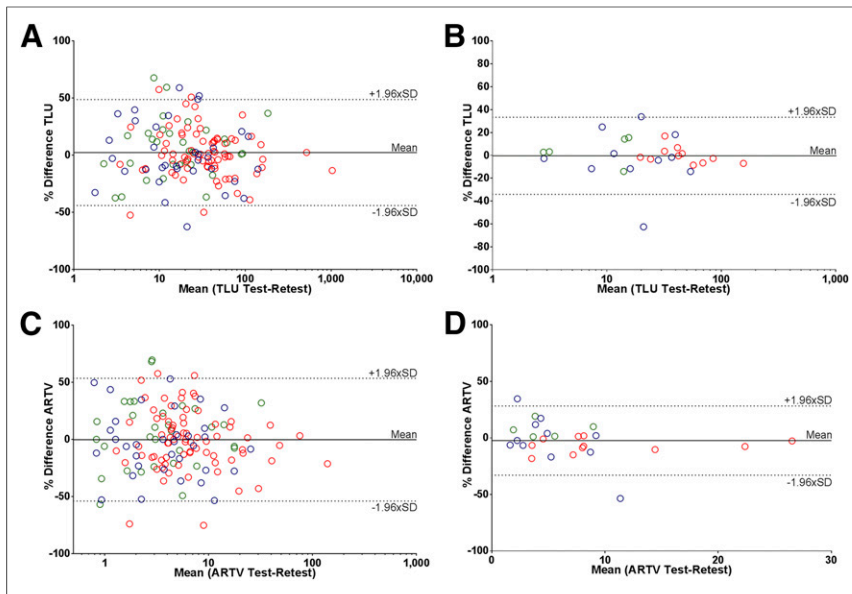 A
B
100
50
0
-50
-100
% Difference TLU
+1.96xSD
Mean
-1.96xSD
1
10
100
1,000
10,000
Mean (TLU Test-Retest)
100
80
60
40
20
0
-20
-40
-60
-80
-100
% Difference TLU
+1.96xSD
Mean
-1.96xSD
1
10
100
1,000
Mean (TLU Test-Retest)
C
D
100
50
0
-50
-100
% Difference ARTV
+1.96xSD
Mean
-1.96xSD
1
10
100
1,000
Mean (ARTV Test-Retest)
100
50
0
-50
-100
% Difference ARTV
+1.96xSD
Mean
-1.96xSD
0
10
20
30
Mean (ARTV Test-Retest)